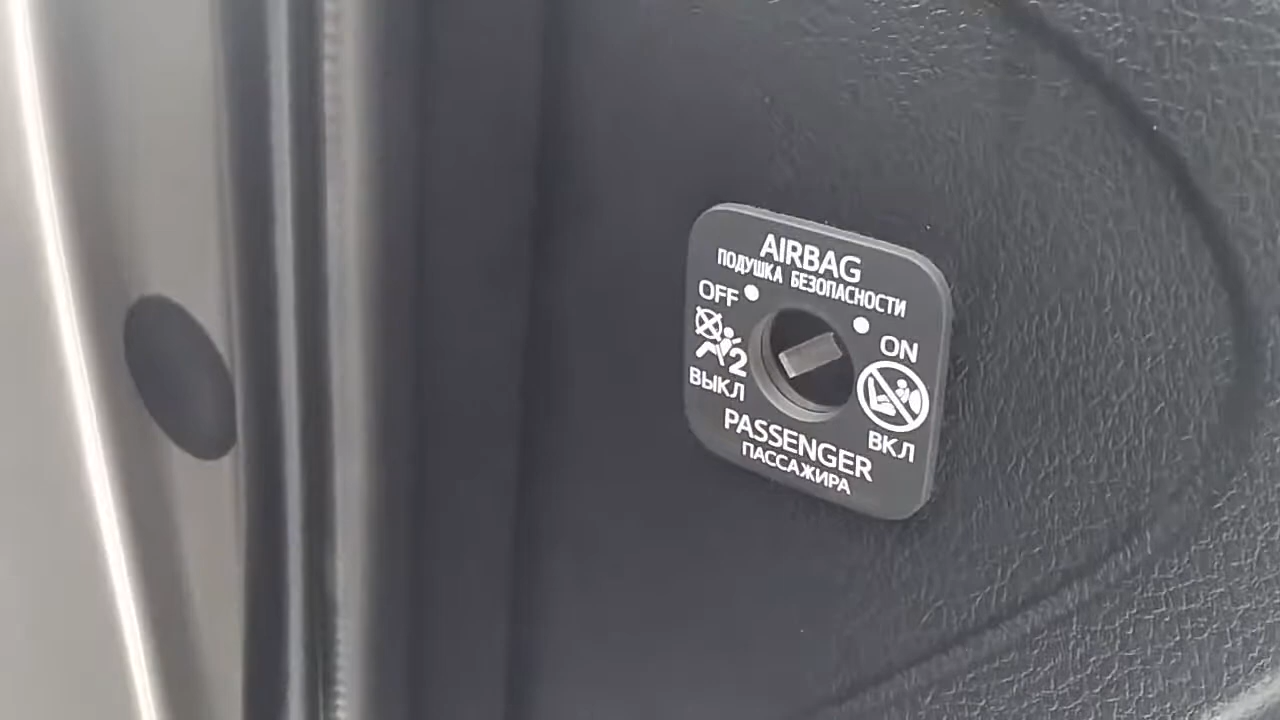 AIRBAG
ПОДУШКА БЕЗОПАСНОСТИ
OFF
ON
2
ВЫКЛ
ВКЛ
PASSENGER
ПАССАЖИРА